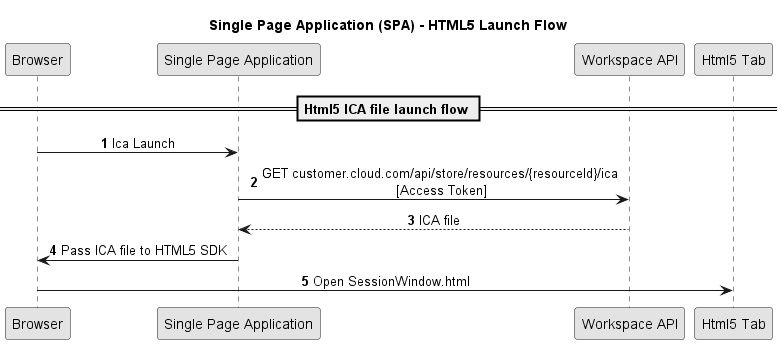 Single Page Application (SPA) - HTML5 Launch Flow
Browser
Single Page Application
Workspace API
Html5 Tab
Html5 ICA file launch flow
1 Ica Launch
2 GET customer.cloud.com/api/store/resources/{resourceId}/ica
[Access Token]
3 ICA file
4 Pass ICA file to HTML5 SDK
5 Open SessionWindow.html
Browser
Single Page Application
Workspace API
Html5 Tab